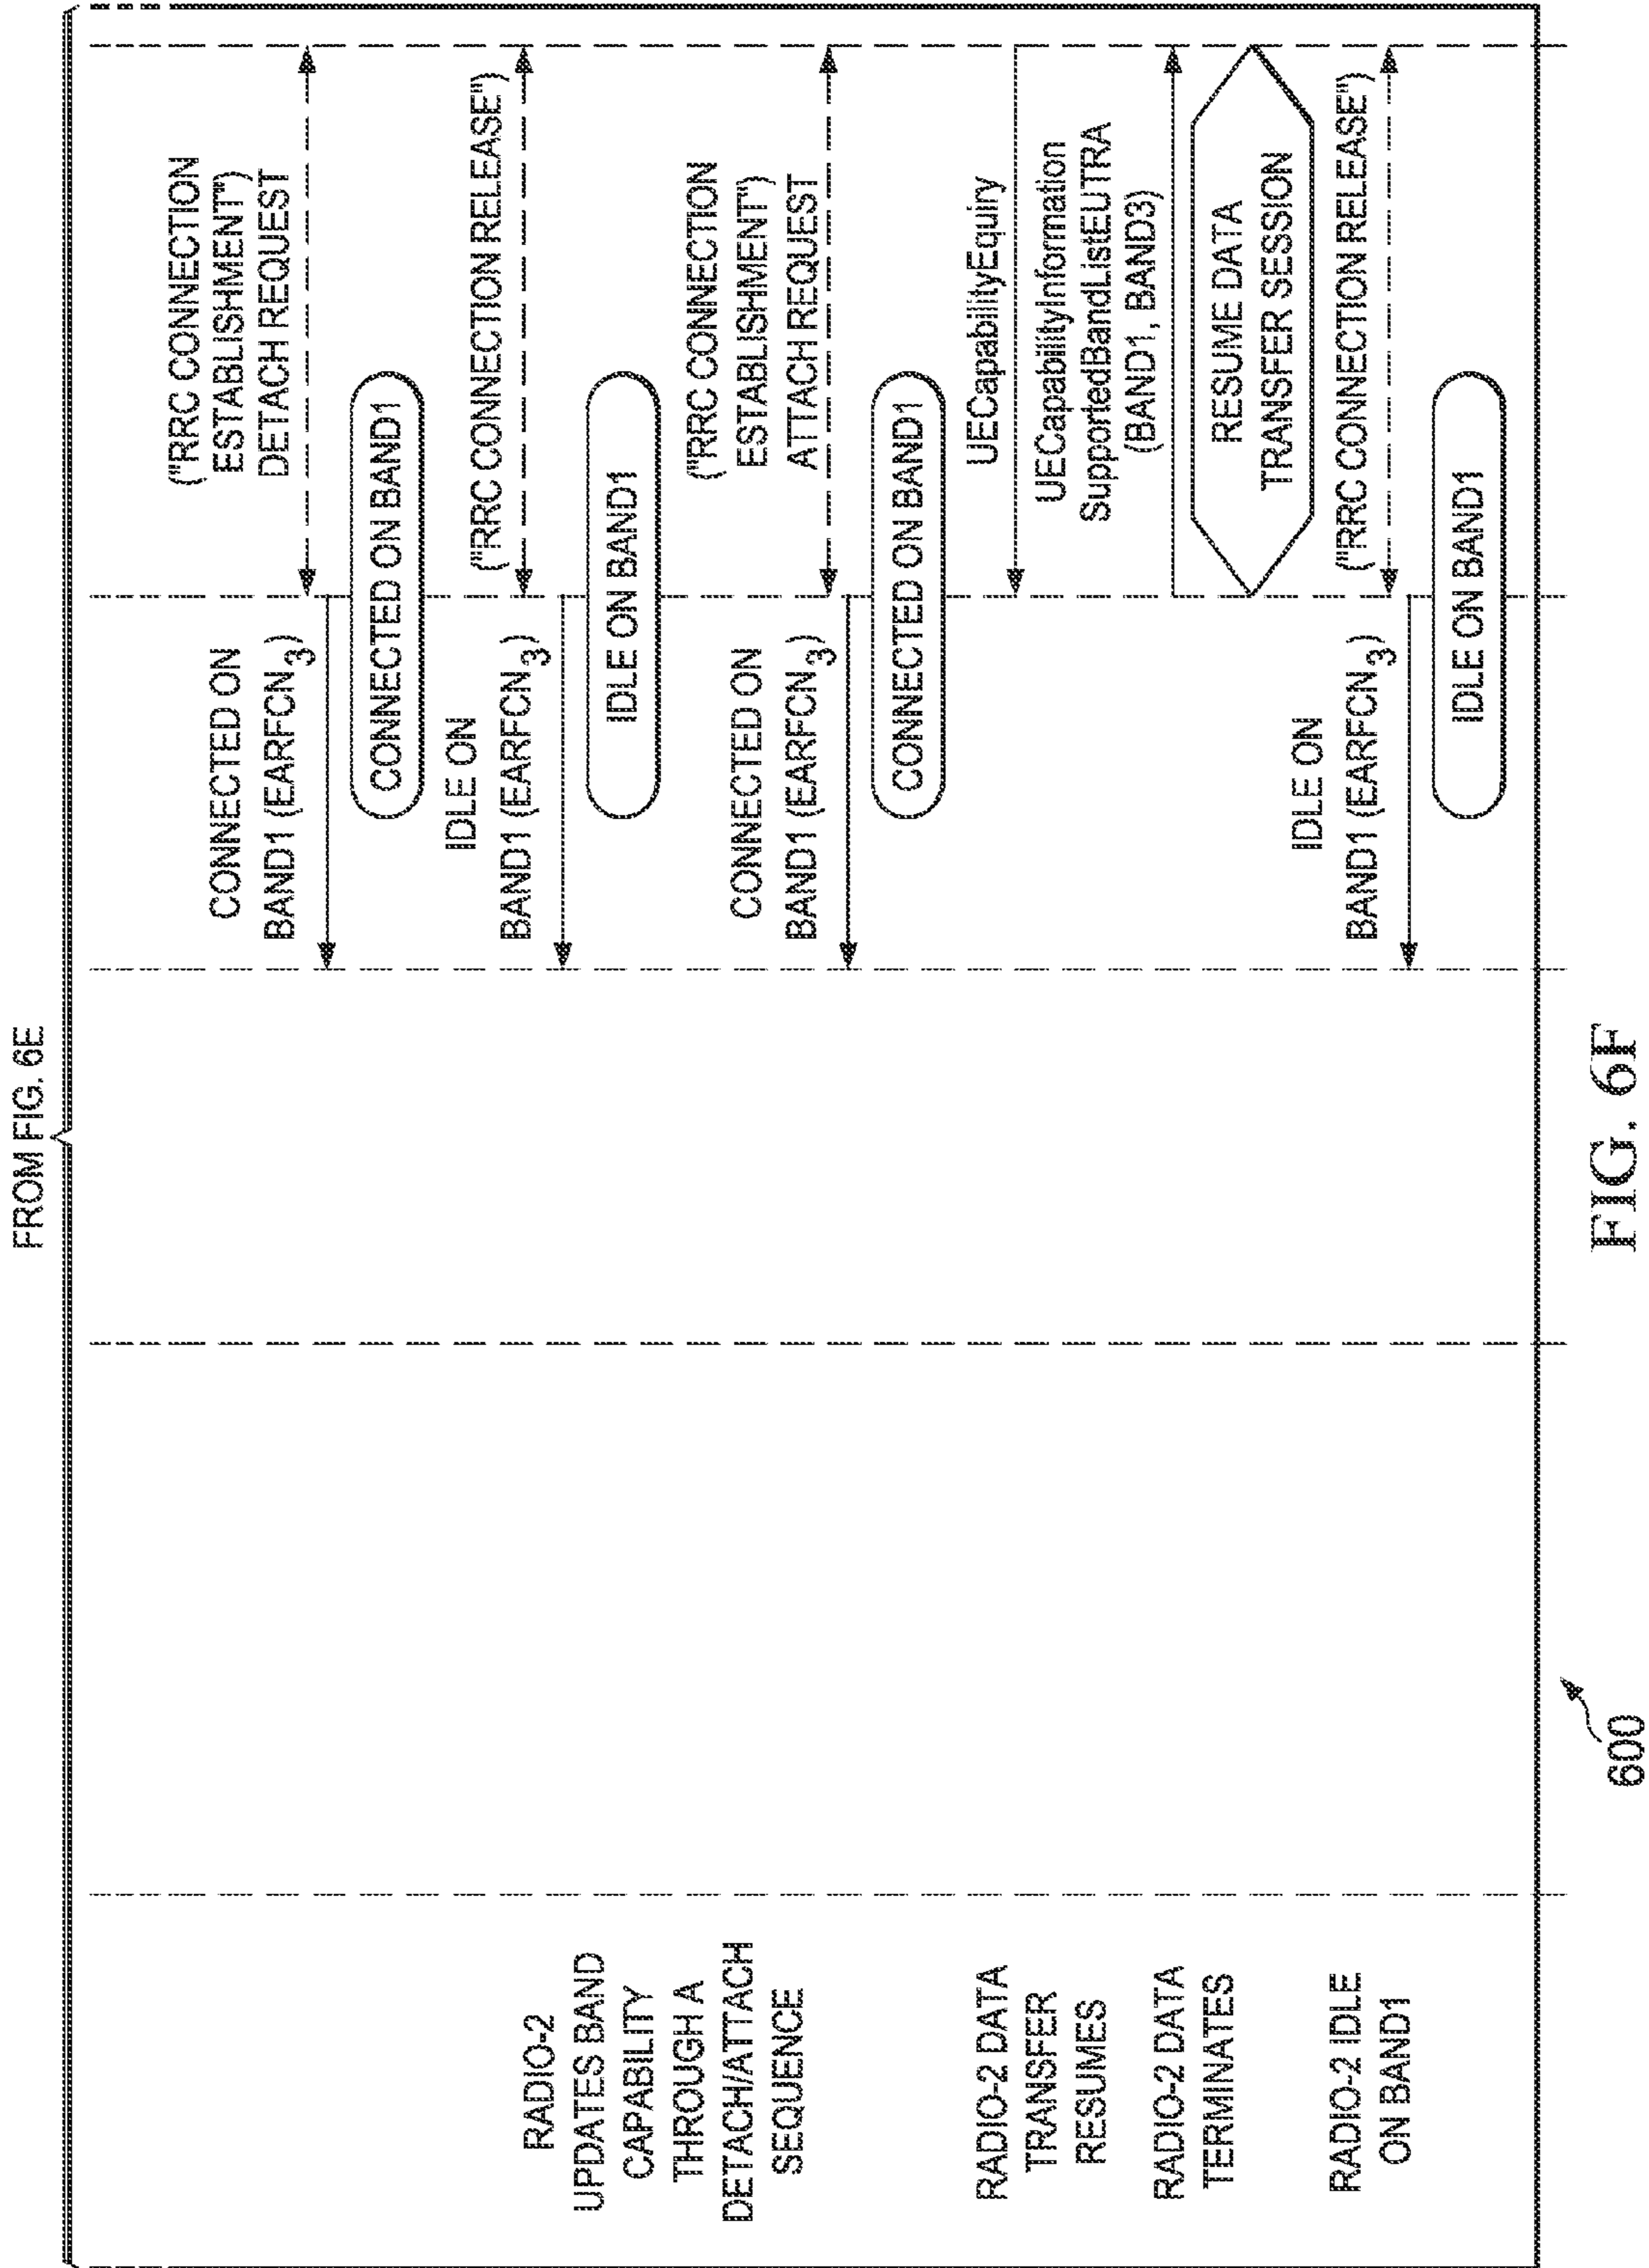 FROM FIG. 6E
("RRC CONNECTION
ESTABLISHMENT")
DETACH REQUEST
CONNECTED ON
BAND1 (EARFCN3)
CONNECTED ON BAND1
("RRC CONNECTION RELEASE")
IDLE ON
BAND1 (EARFCN3)
IDLE ON BAND1
RADIO-2
UPDATES BAND
CAPABILITY
THROUGH A
DETACH/ATTACH
SEQUENCE
("RRC CONNECTION
ESTABLISHMENT")
ATTACH REQUEST
CONNECTED ON
BAND1 (EARFCN3)
CONNECTED ON BAND1
UECapabilityEquiry
UECapabilityInformation
SupportedBandListEUTRA
(BAND1, BAND3)
RADIO-2 DATA
TRANSFER
RESUMES
RESUME DATA
TRANSFER SESSION
RADIO-2 DATA
TERMINATES
("RRC CONNECTION RELEASE")
IDLE ON
BAND1 (EARFCN3)
RADIO-2 IDLE
ON BAND1
IDLE ON BAND1
600
FIG. 6F